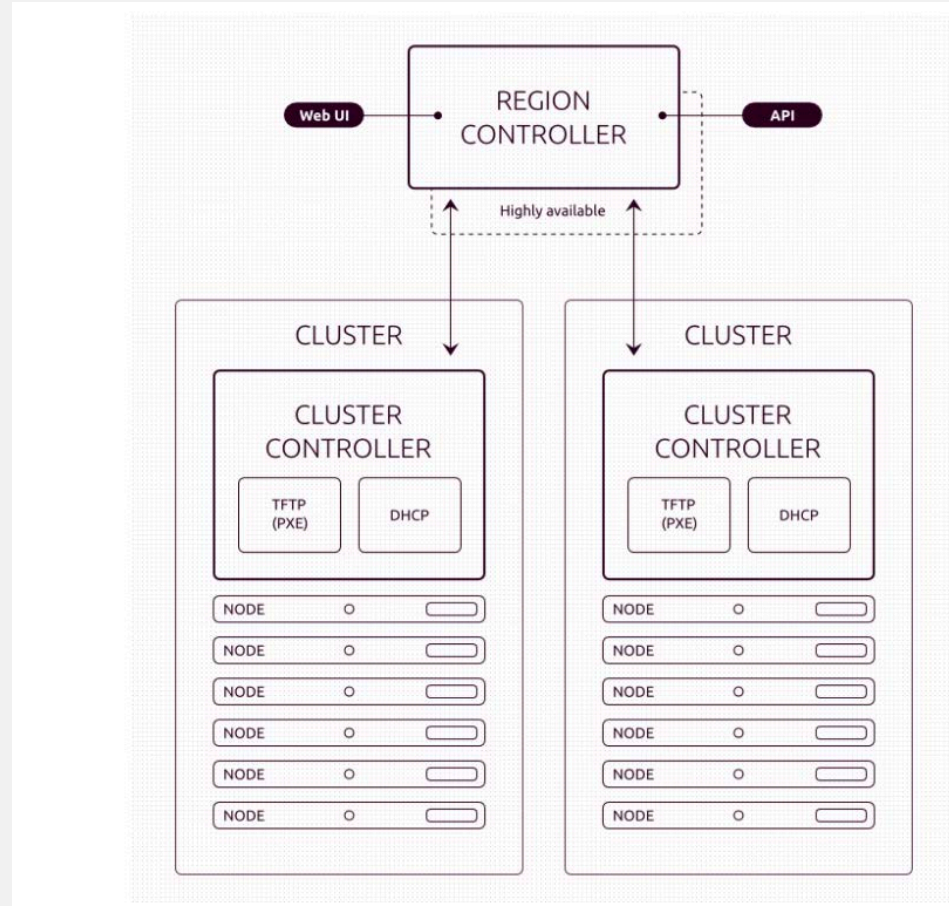 REGION
CONTROLLER
Web UI
API
Highly available
CLUSTER
CLUSTER
CONTROLLER
TFTP
(PXE)
DHCP
NODE
NODE
NODE
NODE
NODE
NODE
CLUSTER
CLUSTER
CONTROLLER
TFTP
(PXE)
DHCP
NODE
NODE
NODE
NODE
NODE
NODE